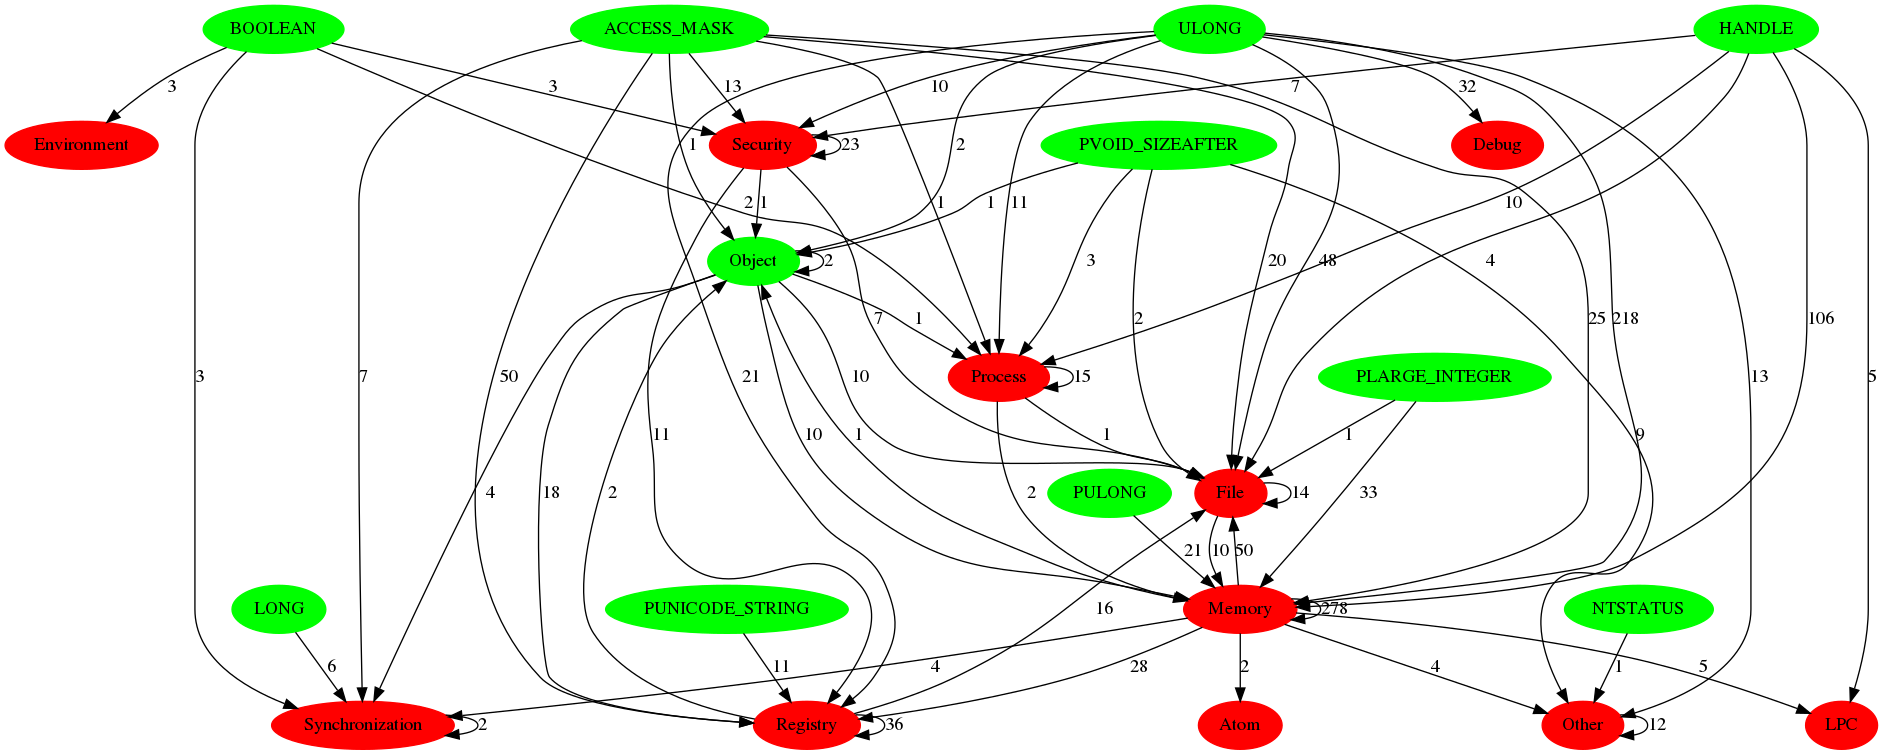 BOOLEAN ACCESS_MASK ULONG HANDLE
3 3 13 10 7 32
Environment Security 23 PVOID_SIZEAFTER Debug
1 2
2 1 1 1 11 10
Object 2 3 20 48 4
7 1 2 25 218 106
3 7 50 21 Process 15 PLARGE_INTEGER 13 5
10
11 10 1 1 1 9
4 18 2 2 PULONG File 14 33
21 10 50
LONG PUNICODE_STRING 16 Memory 278 NTSTATUS
6 11 4 28 2 4 1 5
Synchronization 2 Registry 36 Atom Other 12 LPC